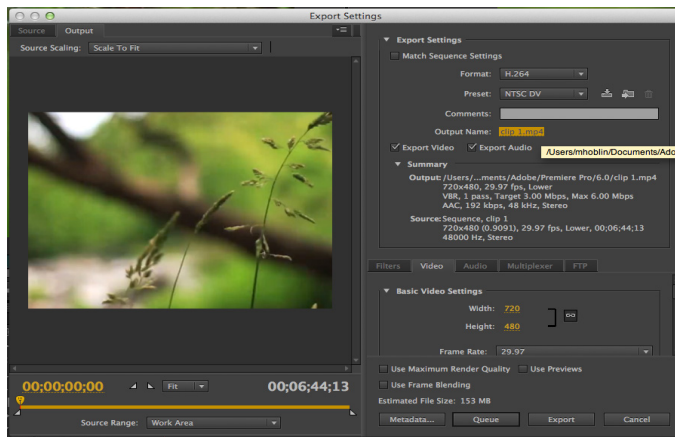 Export Settings
Source Output
Source Scaling: Scale To Fit
Export Settings
Match Sequence Settings
Format: H.264
Preset: NTSC DV
Comments:
Output Name: clip 1.mp4
Export Video Export Audio
/Users/mhoblin/Documents/Ado
Summary
Output: /Users/...ments/Adobe/Premiere Pro/6.0/clip 1.mp4
720x480, 29.97 fps, Lower
VBR, 1 pass, Target 3.00 Mbps, Max 6.00 Mbps
AAC, 192 kbps, 48 kHz, Stereo
Source: Sequence, clip 1
720x480 (0.9091), 29.97 fps, Lower, 00;06;44;13
48000 Hz, Stereo
Filters Video Audio Multiplexer FTP
Basic Video Settings
Width: 720
Height: 480
Frame Rate: 29.97
00;00;00;00 Fit 00;06;44;13
Source Range: Work Area
Use Maximum Render Quality Use Previews
Use Frame Blending
Estimated File Size: 153 MB
Metadata... Queue Export Cancel